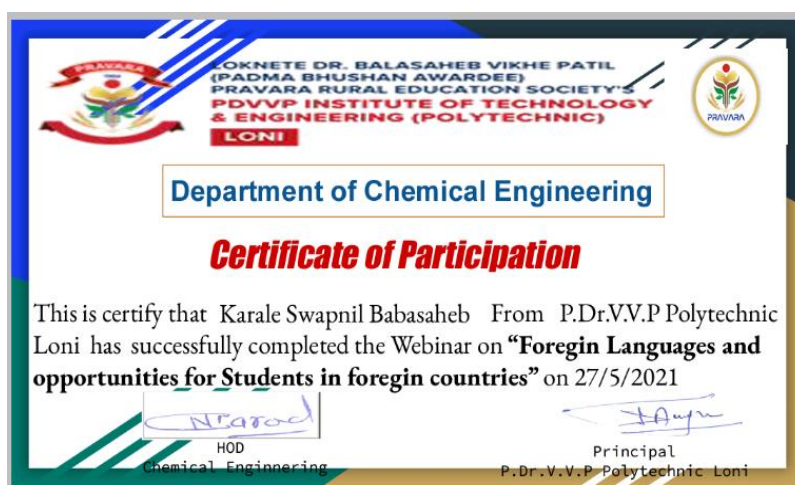 PRAVARA
LOKNETE DR. BALASAHEB VIKHE PATIL
(PADMA BHUSHAN AWARDEE)
PRAVARA RURAL EDUCATION SOCIETY'S
PDVVP INSTITUTE OF TECHNOLOGY
& ENGINEERING (POLYTECHNIC)
LONI
PRAVARA
Department of Chemical Engineering
Certificate of Participation
This is certify that Karale Swapnil Babasaheb From P.Dr.V.V.P Polytechnic
Loni has successfully completed the Webinar on “Foregin Languages and
opportunities for Students in foregin countries” on 27/5/2021
HOD
Chemical Enginnering
Principal
P.Dr.V.V.P Polytechnic Loni